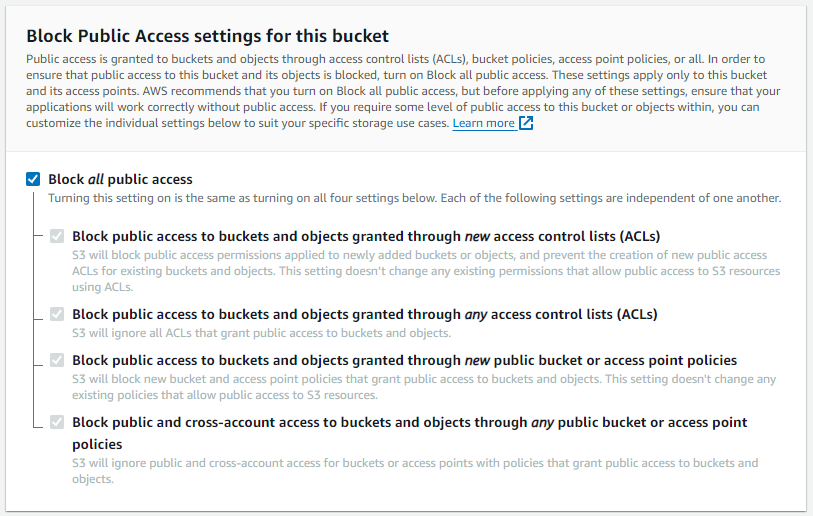 Block Public Access settings for this bucket
Public access is granted to buckets and objects through access control lists (ACLs), bucket policies, access point policies, or all. In order to
ensure that public access to this bucket and its objects is blocked, turn on Block all public access. These settings apply only to this bucket
and its access points. AWS recommends that you turn on Block all public access, but before applying any of these settings, ensure that your
applications will work correctly without public access. If you require some level of public access to this bucket or objects within, you can
customize the individual settings below to suit your specific storage use cases. Learn more
Block all public access
Turning this setting on is the same as turning on all four settings below. Each of the following settings are independent of one another.
Block public access to buckets and objects granted through new access control lists (ACLs)
S3 will block public access permissions applied to newly added buckets or objects, and prevent the creation of new public access
ACLs for existing buckets and objects. This setting doesn't change any existing permissions that allow public access to S3 resources
using ACLs.
Block public access to buckets and objects granted through any access control lists (ACLs)
S3 will ignore all ACLs that grant public access to buckets and objects.
Block public access to buckets and objects granted through new public bucket or access point policies
S3 will block new bucket and access point policies that grant public access to buckets and objects. This setting doesn't change any
existing policies that allow public access to S3 resources.
Block public and cross-account access to buckets and objects through any public bucket or access point
policies
S3 will ignore public and cross-account access for buckets or access points with policies that grant public access to buckets and
objects.